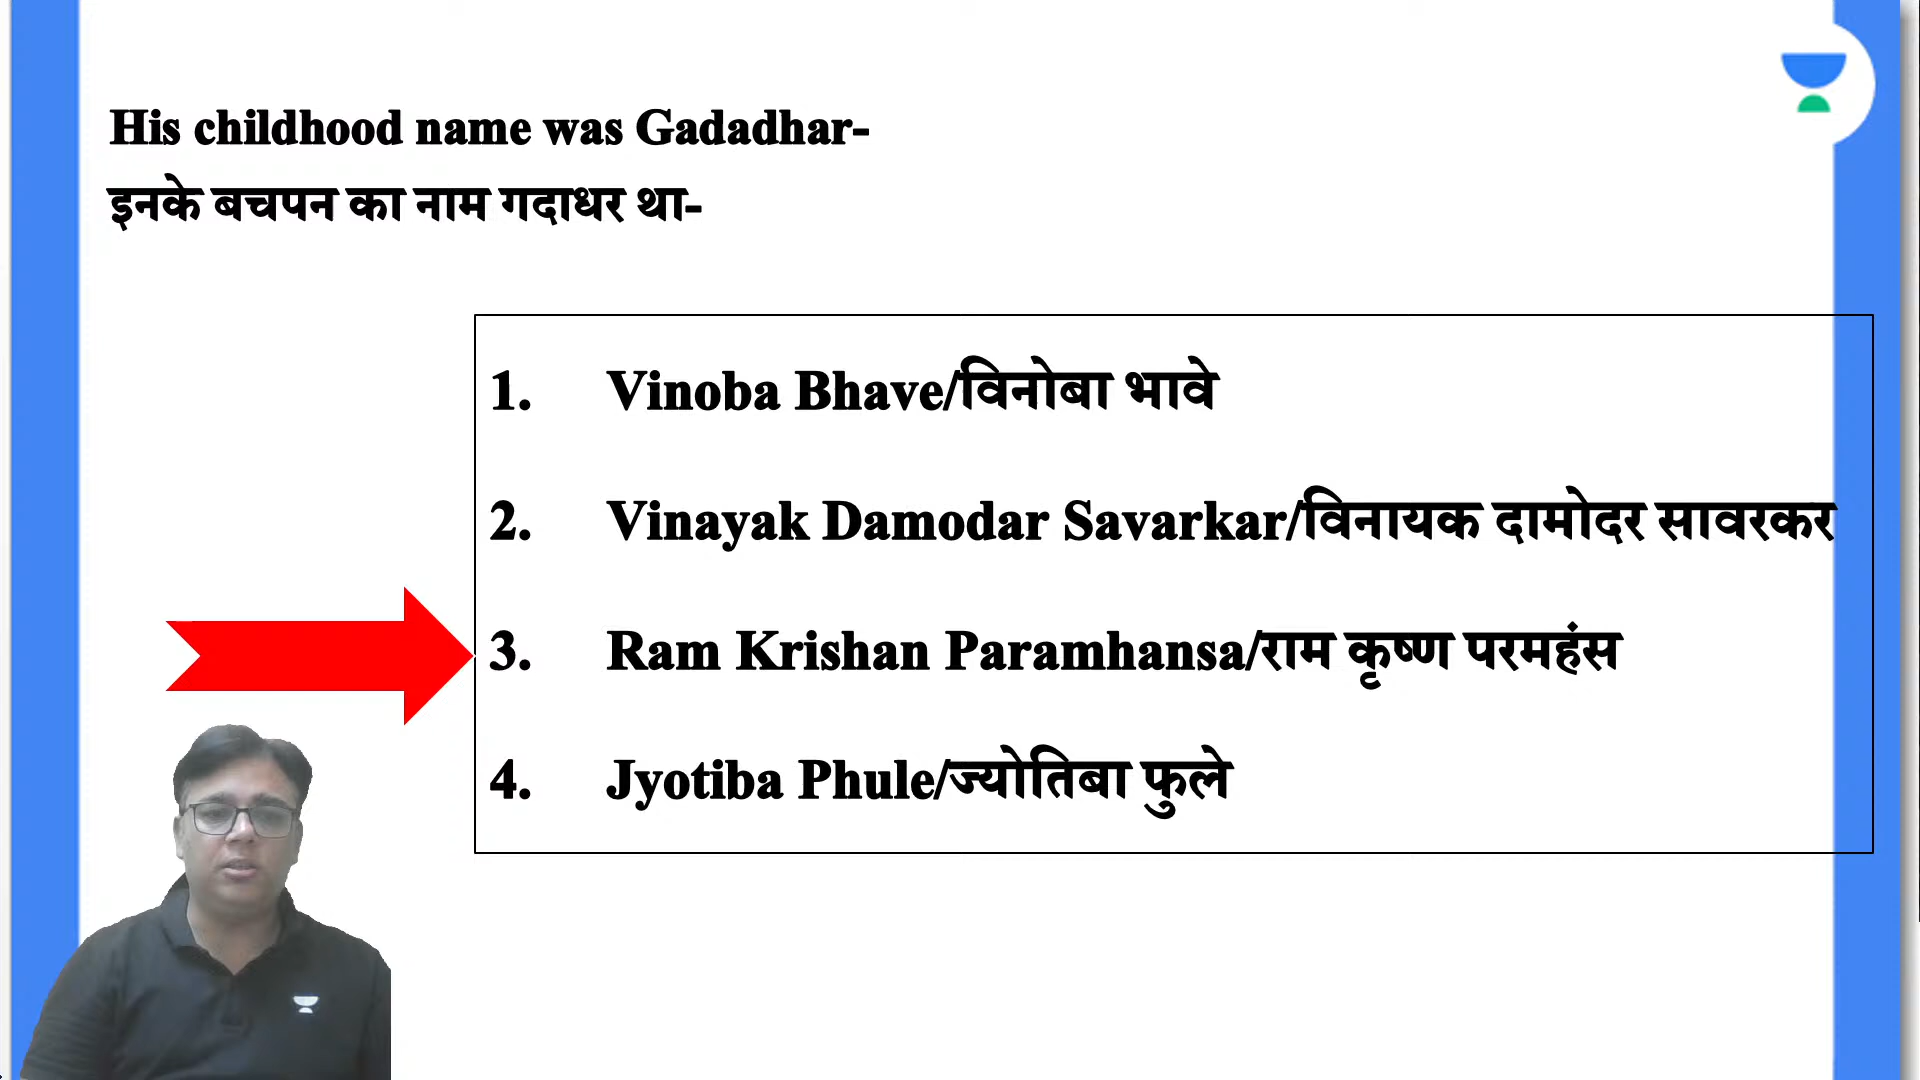 His childhood name was Gadadhar-
इनके बचपन का नाम गदाधर था-
1. Vinoba Bhave/विनोबा भावे
2. Vinayak Damodar Savarkar/विनायक दामोदर सावरकर
3. Ram Krishan Paramhansa/राम कृष्ण परमहंस
4. Jyotiba Phule/ज्योतिबा फुले